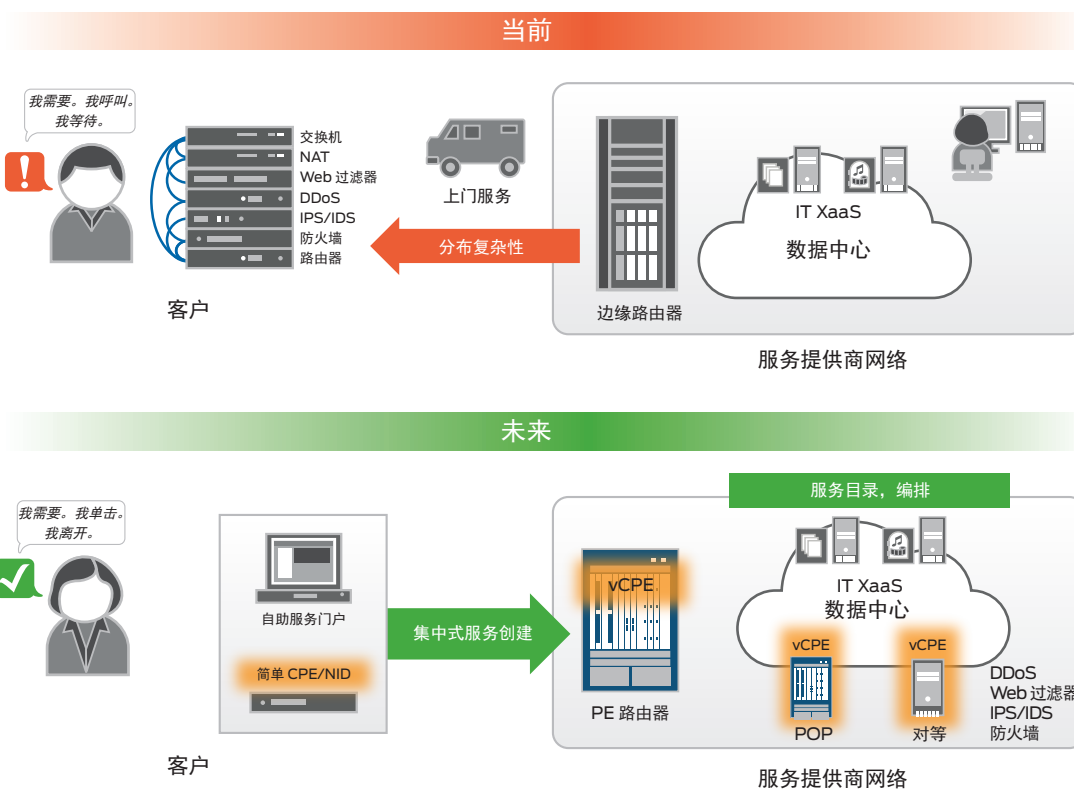 当前
我需要。我呼叫。
我等待。
交换机
NAT
Web 过滤器
DDoS
IPS/IDS
防火墙
路由器
客户
上门服务
分布复杂性
边缘路由器
IT XaaS
数据中心
服务提供商网络
未来
我需要。我单击。
我离开。
自助服务门户
简单 CPE/NID
客户
集中式服务创建
服务目录，编排
vCPE
PE 路由器
IT XaaS
数据中心
vCPE
POP
vCPE
对等
DDoS
Web 过滤器
IPS/IDS
防火墙
服务提供商网络